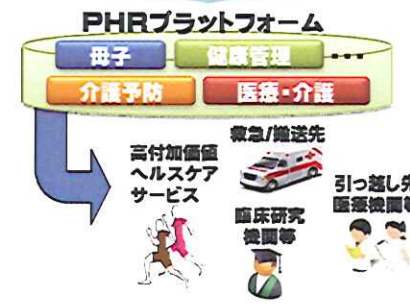 PHRプラットフォーム
母子
健康管理
介護予防
医療・介護
救急/搬送先
高付加価値
ヘルスケア
サービス
引っ越し先
医療機関等
臨床研究
機関等